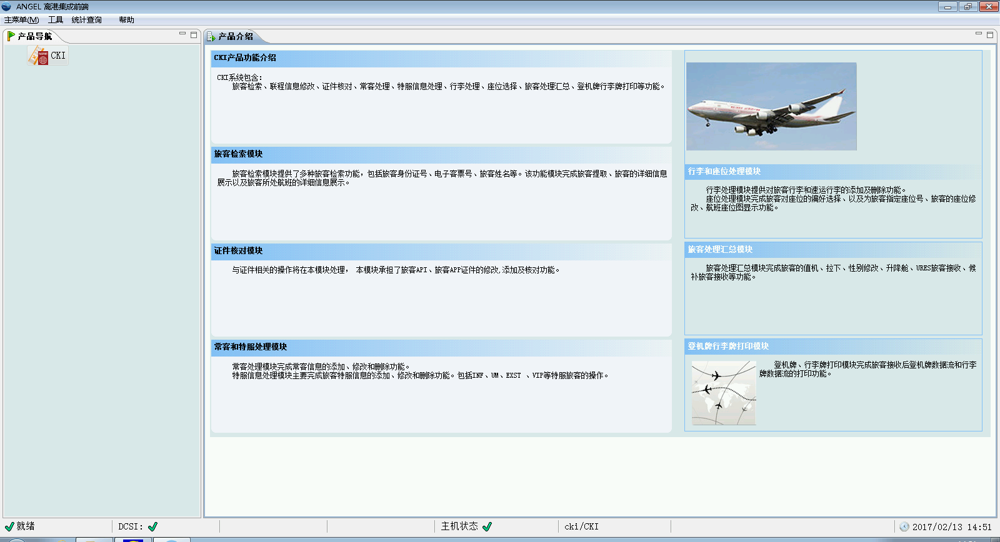 ANGEL 离港集成前端
主菜单(M) 工具 统计查询 帮助
产品导航
CKI
产品介绍
CKI产品功能介绍
CKI系统包含:
旅客检索、联程信息修改、证件核对、常客处理、特服信息处理、行李处理、座位选择、旅客处理汇总、登机牌行李牌打印等功能。
旅客检索模块
旅客检索模块提供了多种旅客检索功能，包括旅客身份证号、电子客票号、旅客姓名等。该功能模块完成旅客提取、旅客的详细信息
展示以及旅客所处航班的详细信息展示。
证件核对模块
与证件相关的操作将在本模块处理， 本模块承担了旅客API、旅客APP证件的修改,添加及核对功能。
常客和特服处理模块
常客处理模块完成常客信息的添加、修改和删除功能。
特服信息处理模块主要完成旅客特服信息的添加、修改和删除功能。包括INF、UM、EXST 、VIP等特服旅客的操作。
行李和座位处理模块
行李处理模块提供对旅客行李和速运行李的添加及删除功能。
座位处理模块完成旅客对座位的偏好选择、以及为旅客指定座位号、旅客的座位修
改、航班座位图显示功能。
旅客处理汇总模块
旅客处理汇总模块完成旅客的值机、拉下、性别修改、升降舱、URES旅客接收、候
补旅客接收等功能。
登机牌行李牌打印模块
登机牌、行李牌打印模块完成旅客接收后登机牌数据流和行李
牌数据流的打印功能。
就绪 DCSI: 主机状态 cki/CKI 2017/02/13 14:51